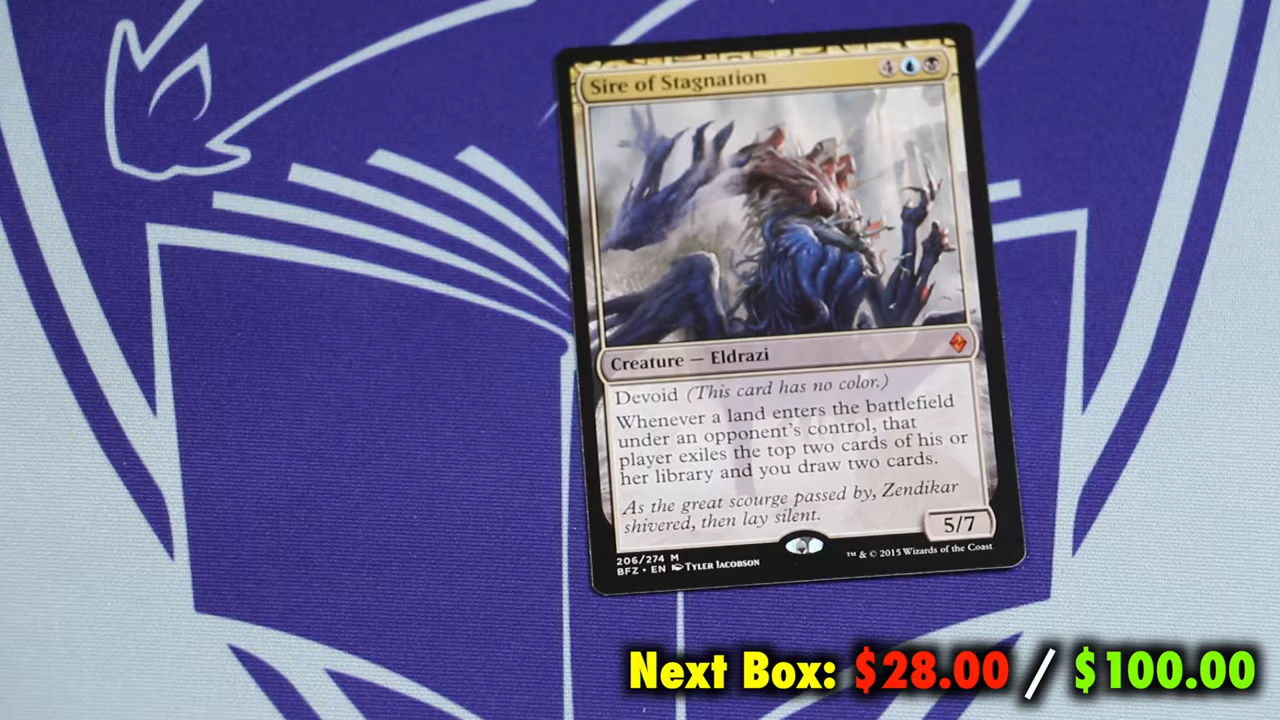 Sire of Stagnation
4
Creature — Eldrazi
Devoid (This card has no color.)
Whenever a land enters the battlefield
under an opponent's control, that
player exiles the top two cards of his or
her library and you draw two cards.
As the great scourge passed by, Zendikar
shivered, then lay silent.
5/7
206/274 M
BFZ • EN Tyler Jacobson
™ & © 2015 Wizards of the Coast
Next Box: $28.00 / $100.00